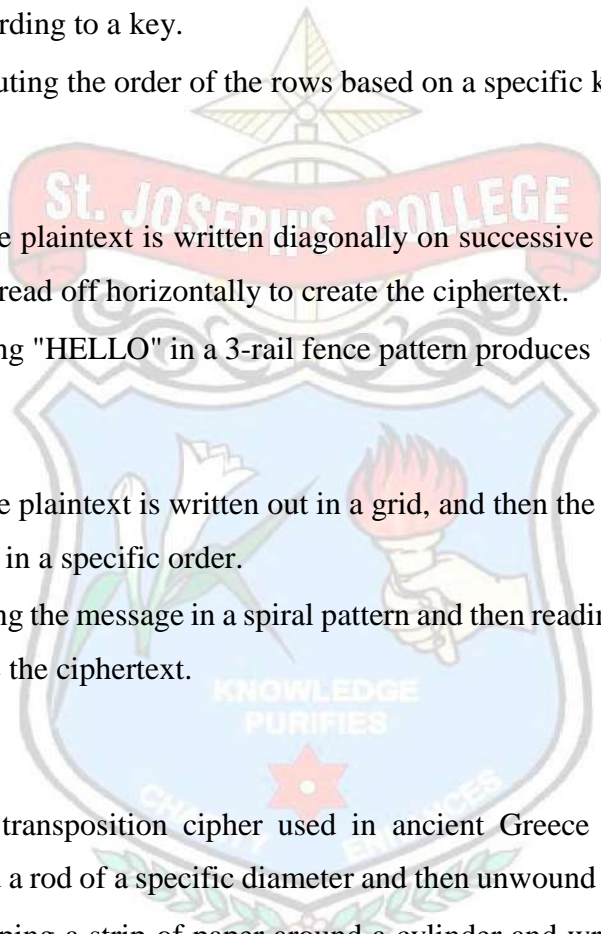 rding to a key.
uting the order of the rows based on a specific k
St. JOSEPH'S COLLEGE
e plaintext is written diagonally on successive
read off horizontally to create the ciphertext.
ng "HELLO" in a 3-rail fence pattern produces "
e plaintext is written out in a grid, and then the
in a specific order.
ng the message in a spiral pattern and then readin
the ciphertext.
KNOWLEDGE
PURIFIES
CHARITY ENHANCES
transposition cipher used in ancient Greece
a rod of a specific diameter and then unwound
ping a strip of paper around a cylinder and wr